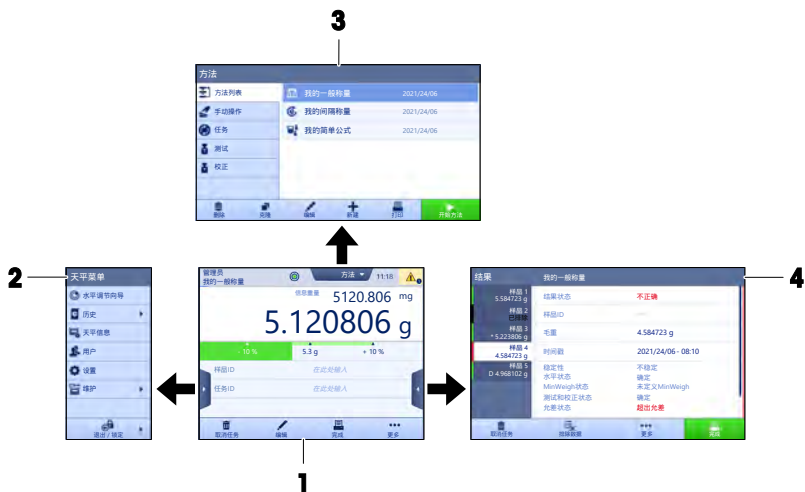 3
方法
方法列表
手动操作
任务
测试
校正
我的一般称量 2021/24/06
我的间隔称量 2021/24/06
我的简单公式 2021/24/06
删除 克隆 编辑 新建 打印 开始方法
2
天平菜单
水平调节向导
历史
天平信息
用户
设置
维护
退出 / 锁定
管理员
我的一般称量
方法 11:18
信息重量 5120.806 mg
5.120806 g
- 10 % 5.3 g + 10 %
样品ID 在此处输入
任务ID 在此处输入
取消任务 编辑 完成 更多
1
4
结果 我的一般称量
样品 1
5.584723 g
样品 2
已排除
样品 3
* 5.223806 g
样品 4
4.584723 g
样品 5
D 4.968102 g
结果状态 不正确
样品ID
毛重 4.584723 g
时间戳 2021/24/06 - 08:10
稳定性 不稳定
水平状态 确定
MinWeigh状态 未定义MinWeigh
测试和校正状态 确定
允差状态 超出允差
取消任务 排除数据 更多 完成